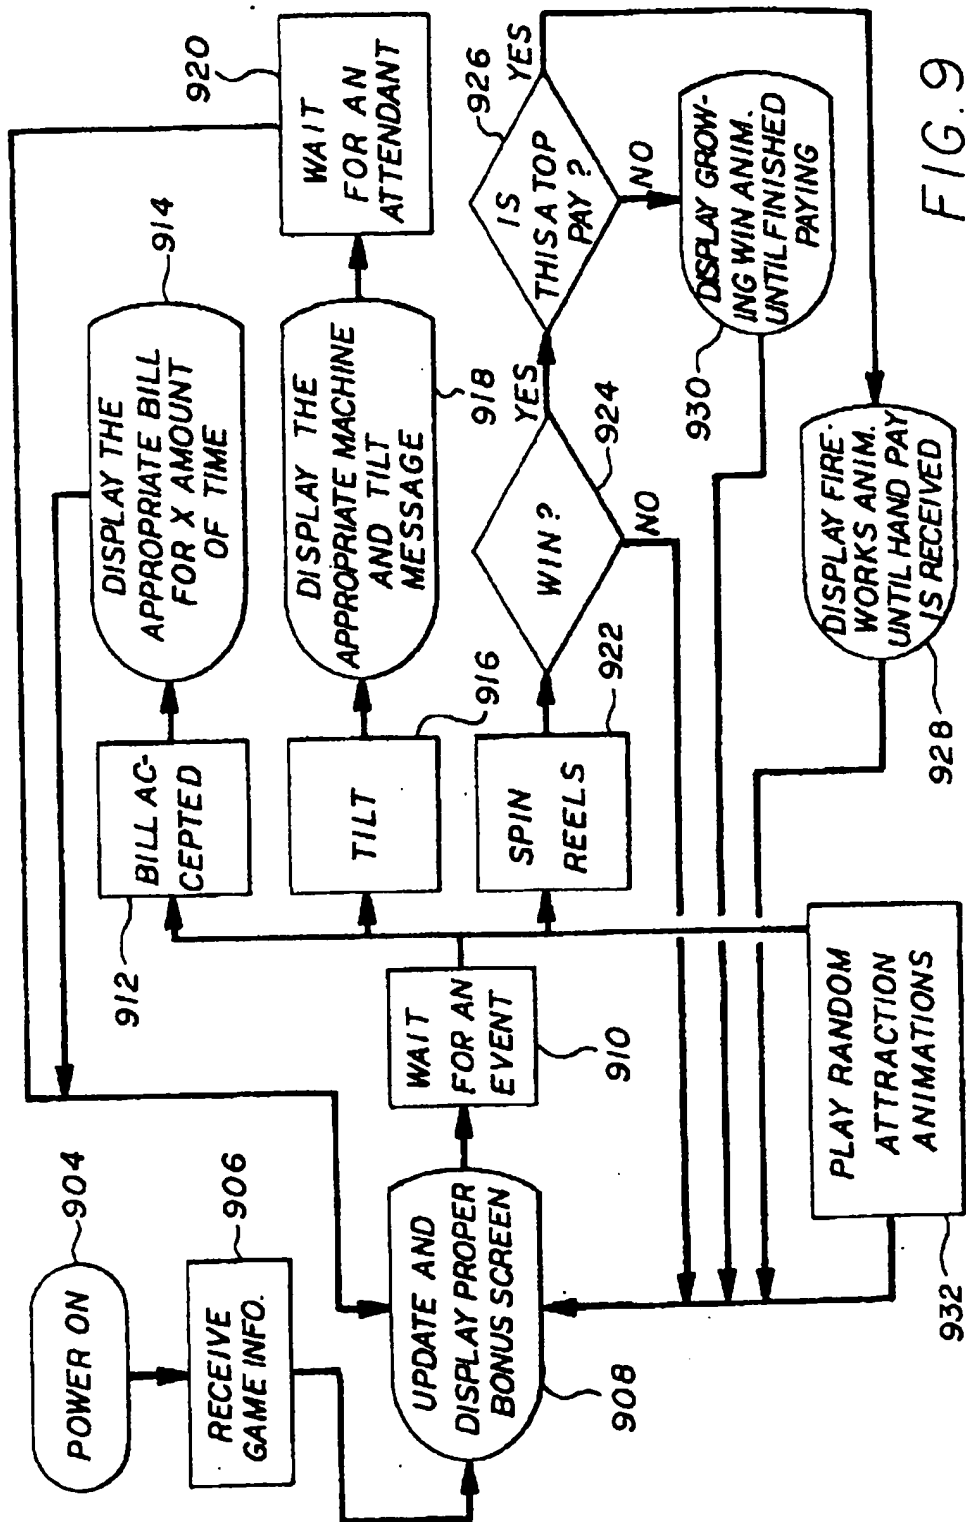 904
POWER ON
906
RECEIVE
GAME INFO.
UPDATE AND
DISPLAY PROPER
BONUS SCREEN
908
WAIT
FOR AN
EVENT
910
912
BILL AC-
CEPTED
DISPLAY THE
APPROPRIATE BILL
FOR X AMOUNT
OF TIME
914
TILT
916
DISPLAY THE
APPROPRIATE MACHINE
AND TILT
MESSAGE
918
WAIT
FOR AN
ATTENDANT
920
SPIN
REELS
922
WIN?
924
YES
NO
IS
THIS A TOP
PAY?
926
YES
NO
DISPLAY GROW-
ING WIN ANIM.
UNTIL FINISHED
PAYING
930
DISPLAY FIRE-
WORKS ANIM.
UNTIL HAND PAY
IS RECEIVED
928
PLAY RANDOM
ATTRACTION
ANIMATIONS
932
FIG. 9